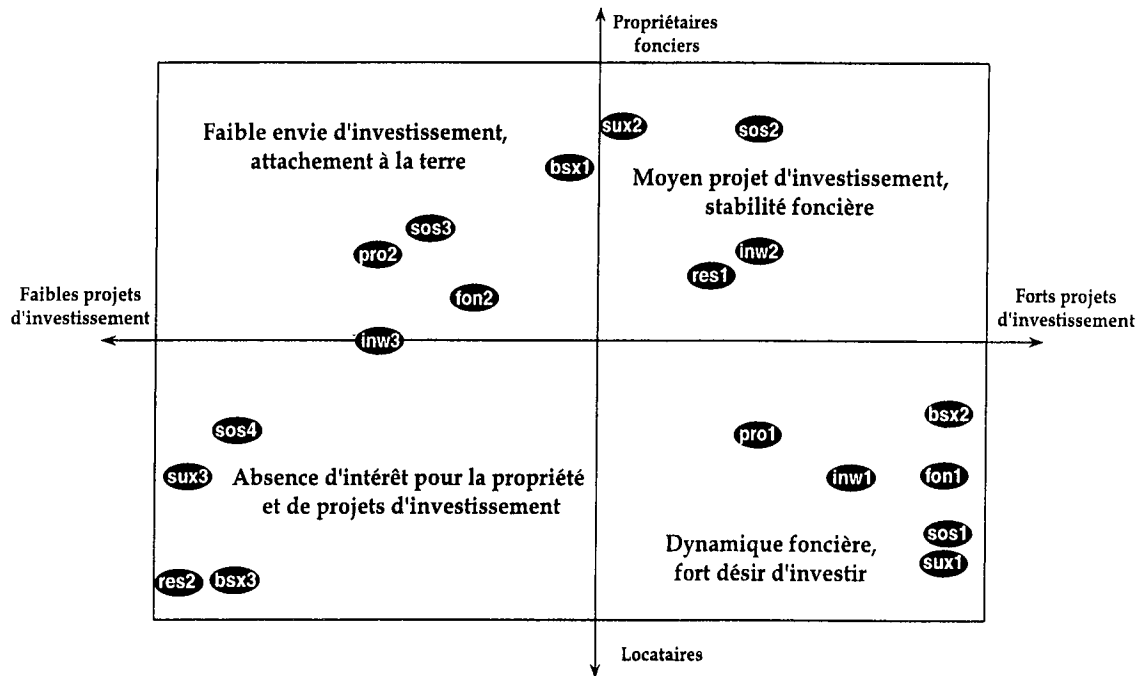 Propriétaires
fonciers
Faible envie d'investissement,
attachement à la terre
sux2
sos2
bsx1
Moyen projet d'investissement,
stabilité foncière
sos3
pro2
inw2
res1
fon2
Faibles projets
d'investissement
Forts projets
d'investissement
inw3
bsx2
sos4
pro1
sux3
Absence d'intérêt pour la propriété
et de projets d'investissement
inw1
fon1
Dynamique foncière,
fort désir d'investir
sos1
sux1
res2
bsx3
Locataires